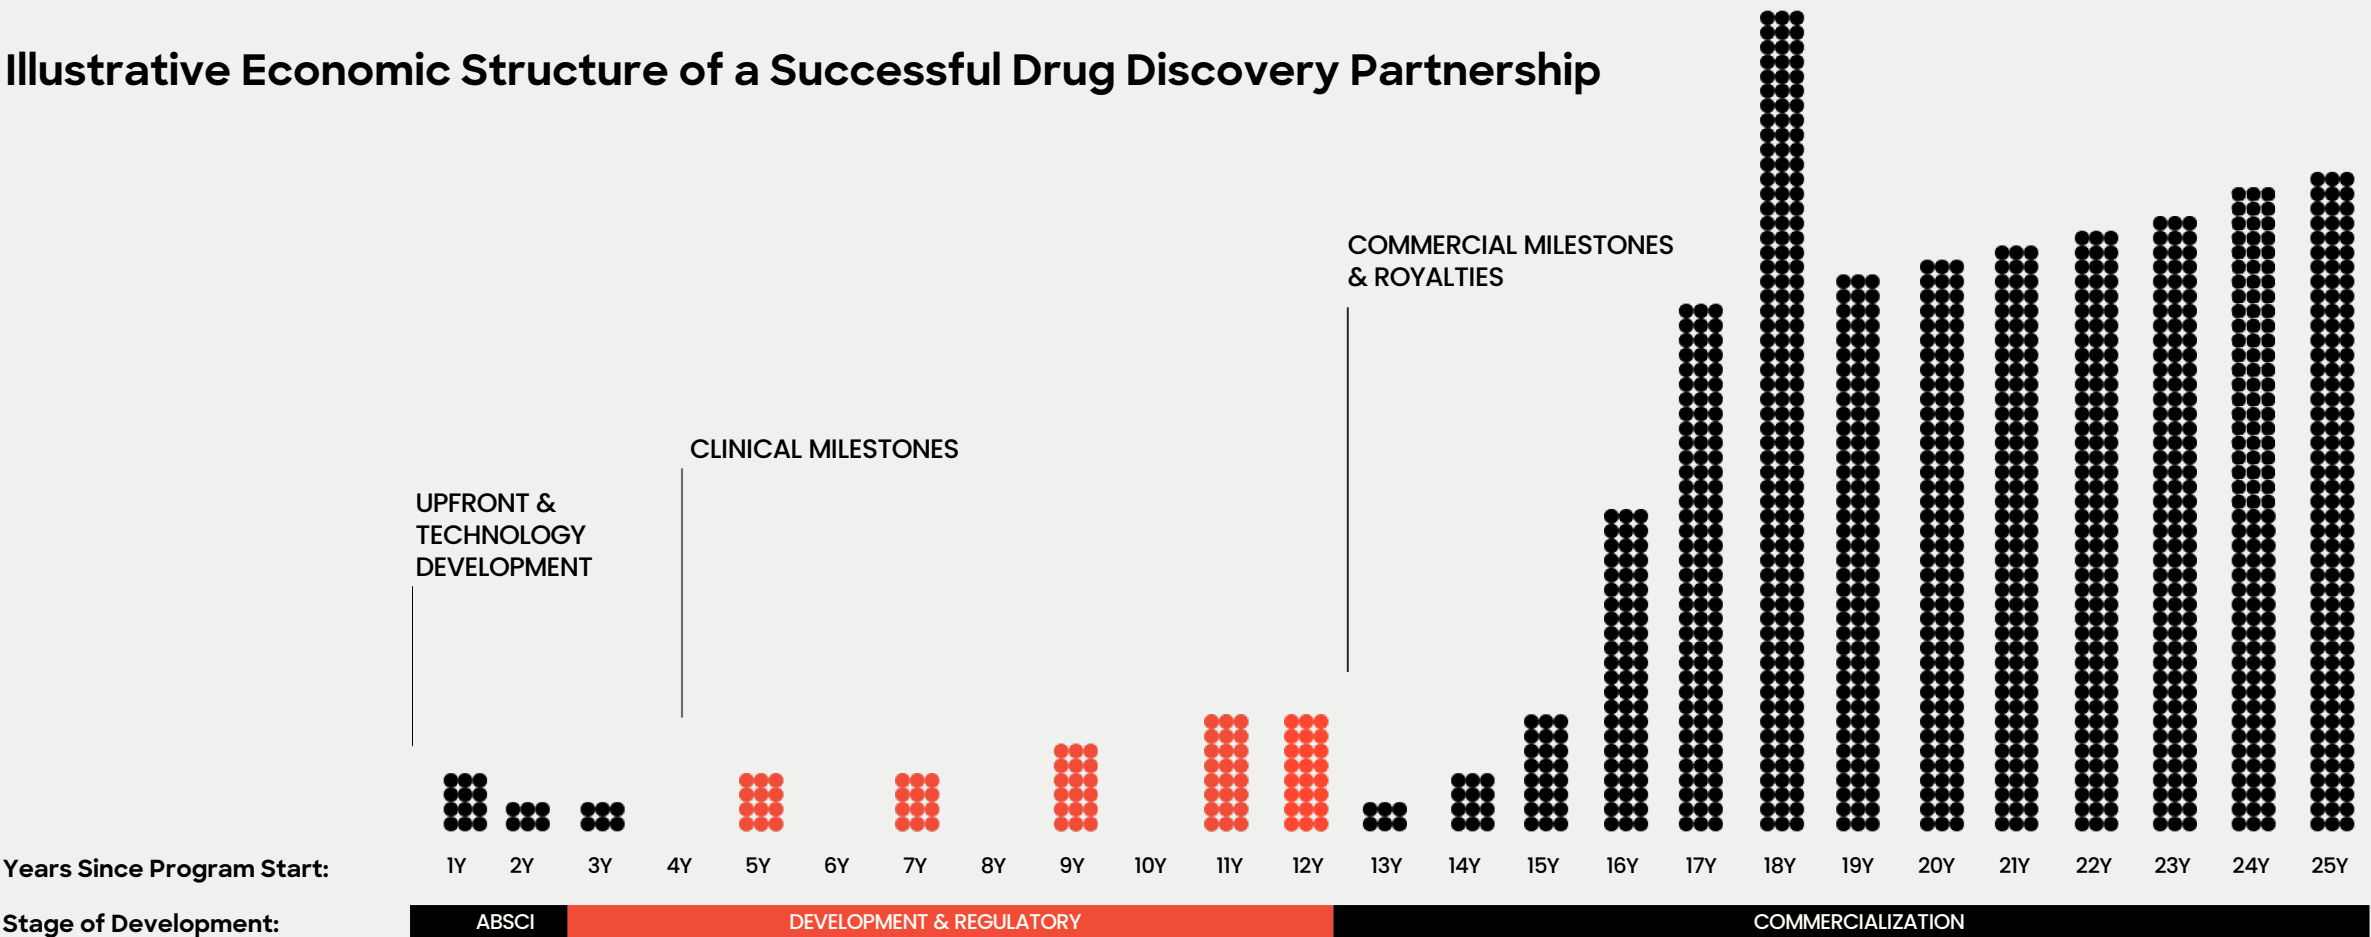 Illustrative Economic Structure of a Successful Drug Discovery Partnership
COMMERCIAL MILESTONES
& ROYALTIES
CLINICAL MILESTONES
UPFRONT &
TECHNOLOGY
DEVELOPMENT
Years Since Program Start: 1Y 2Y 3Y 4Y 5Y 6Y 7Y 8Y 9Y 10Y 11Y 12Y 13Y 14Y 15Y 16Y 17Y 18Y 19Y 20Y 21Y 22Y 23Y 24Y 25Y
Stage of Development: ABSCI DEVELOPMENT & REGULATORY COMMERCIALIZATION